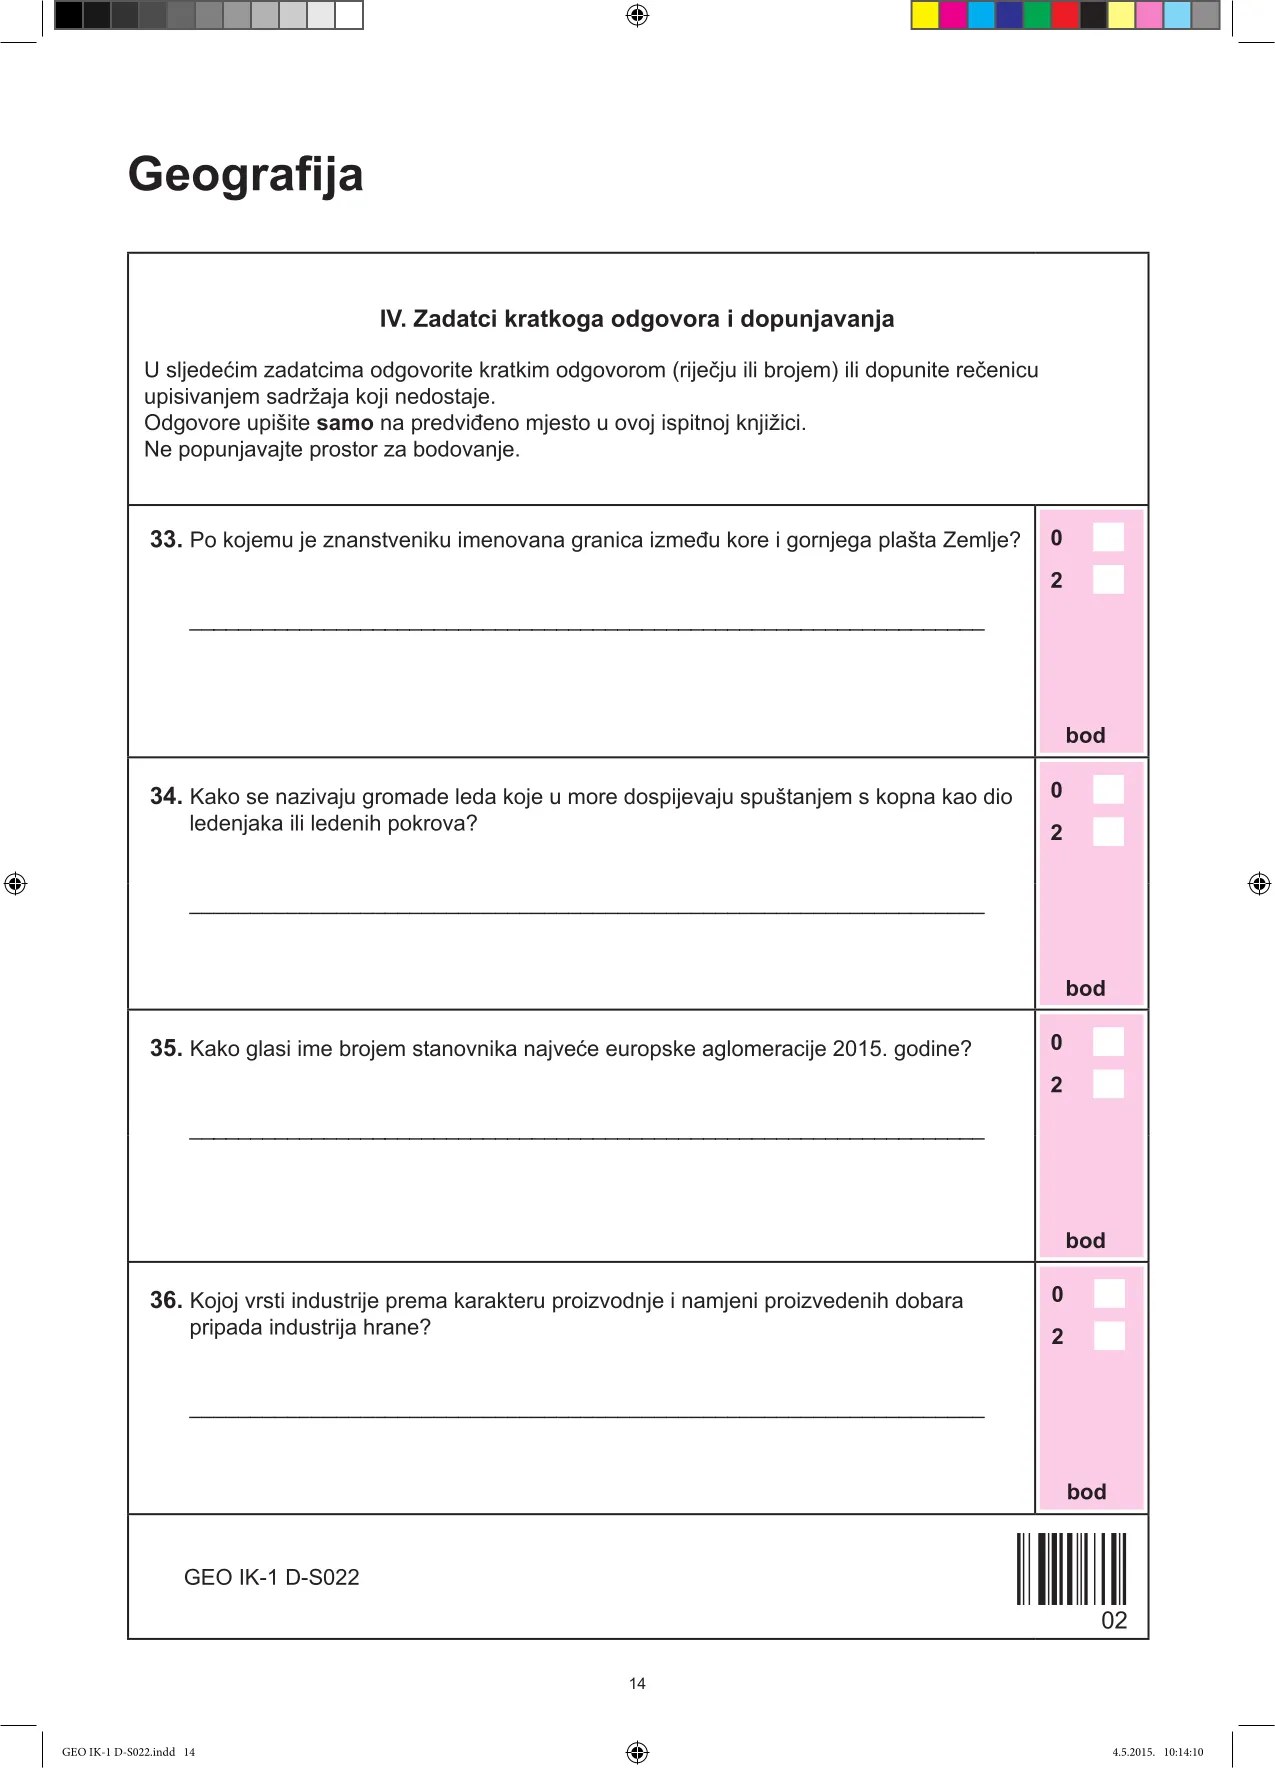 Geografija
IV. Zadatci kratkoga odgovora i dopunjavanja
U sljedećim zadatcima odgovorite kratkim odgovorom (riječju ili brojem) ili dopunite rečenicu
upisivanjem sadržaja koji nedostaje.
Odgovore upišite samo na predviđeno mjesto u ovoj ispitnoj knjižici.
Ne popunjavajte prostor za bodovanje.
33. Po kojemu je znanstveniku imenovana granica između kore i gornjega plašta Zemlje?
0
2
bod
34. Kako se nazivaju gromade leda koje u more dospijevaju spuštanjem s kopna kao dio
ledenjaka ili ledenih pokrova?
0
2
bod
35. Kako glasi ime brojem stanovnika najveće europske aglomeracije 2015. godine?
0
2
bod
36. Kojoj vrsti industrije prema karakteru proizvodnje i namjeni proizvedenih dobara
pripada industrija hrane?
0
2
bod
GEO IK-1 D-S022
02
14
GEO IK-1 D-S022.indd 14
4.5.2015. 10:14:10